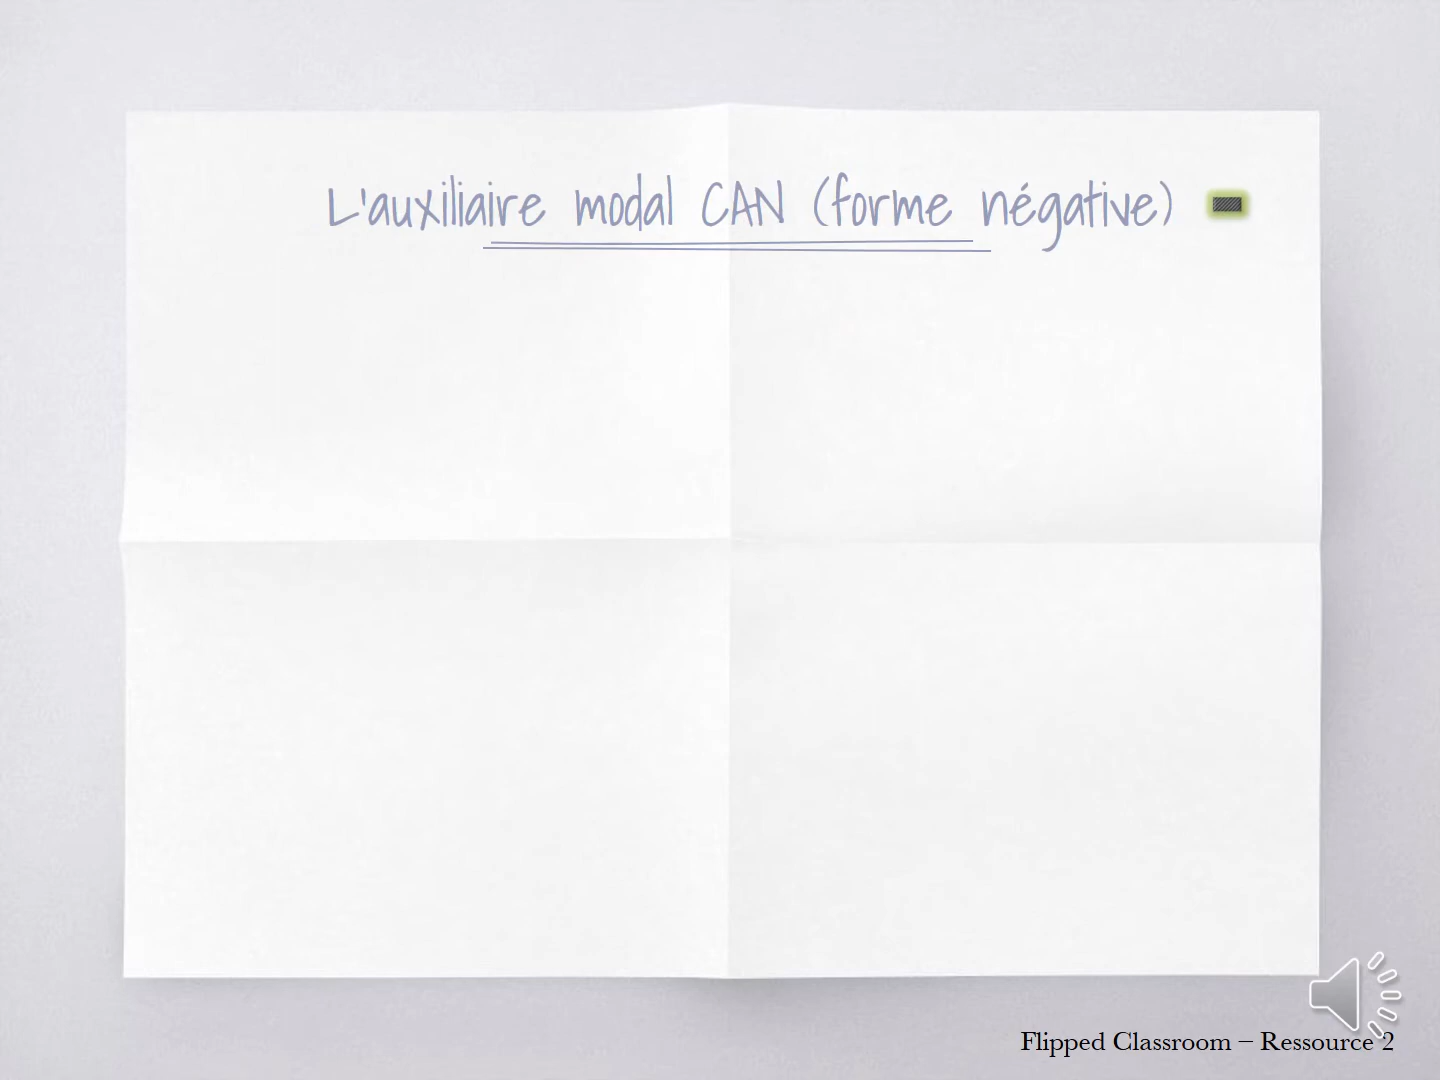 L'auxiliaire modal CAN (forme négative)
Flipped Classroom – Ressource 2